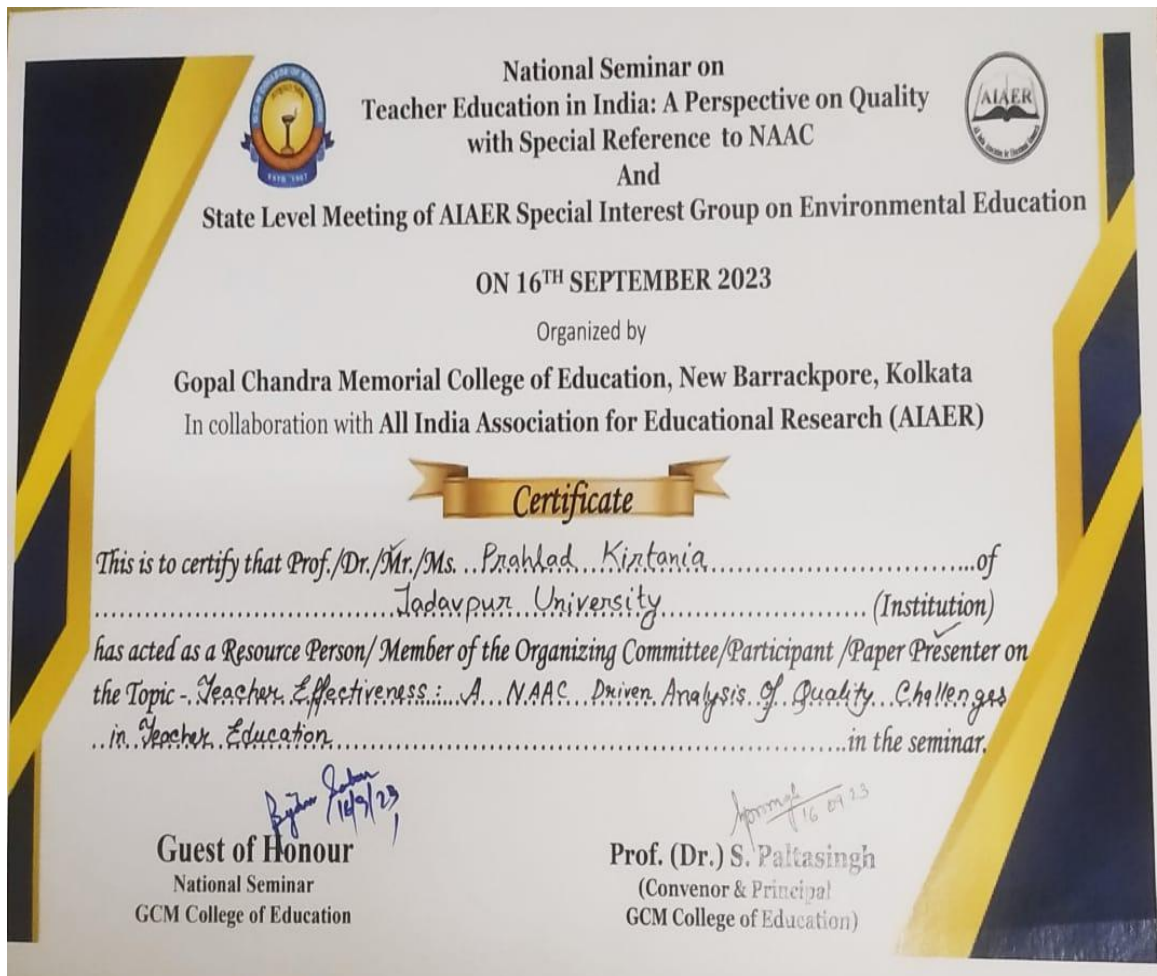 National Seminar on
Teacher Education in India: A Perspective on Quality
with Special Reference to NAAC
And
State Level Meeting of AIAER Special Interest Group on Environmental Education
ON 16TH SEPTEMBER 2023
Organized by
Gopal Chandra Memorial College of Education, New Barrackpore, Kolkata
In collaboration with All India Association for Educational Research (AIAER)
AIAER
Certificate
This is to certify that Prof./Dr./Mr./Ms. Prahlad Kirtania of
Jadavpur University (Institution)
has acted as a Resource Person/ Member of the Organizing Committee/Participant /Paper Presenter on
the Topic - Teacher Effectiveness: A NAAC Driven Analysis Of Quality Challenges
in Teacher Education in the seminar.
16/9/23
16 09 23
Guest of Honour
National Seminar
GCM College of Education
Prof. (Dr.) S. Paltasingh
(Convenor & Principal
GCM College of Education)